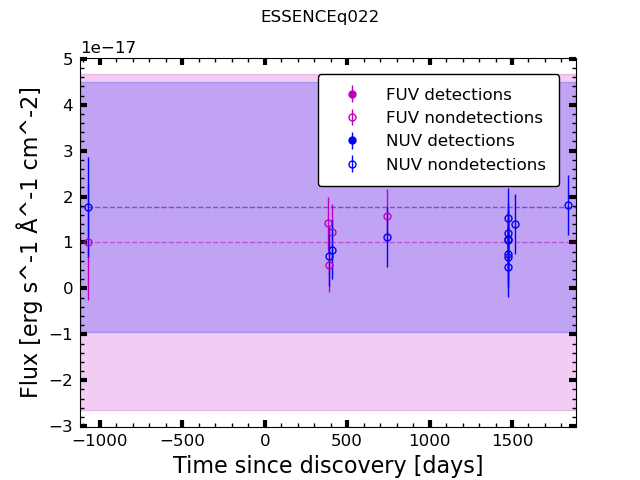 ESSENCEq022
1e−17
5
4
3
2
1
0
−1
−2
−3
Flux [erg s^-1 Å^-1 cm^-2]
FUV detections
FUV nondetections
NUV detections
NUV nondetections
−1000 −500 0 500 1000 1500
Time since discovery [days]